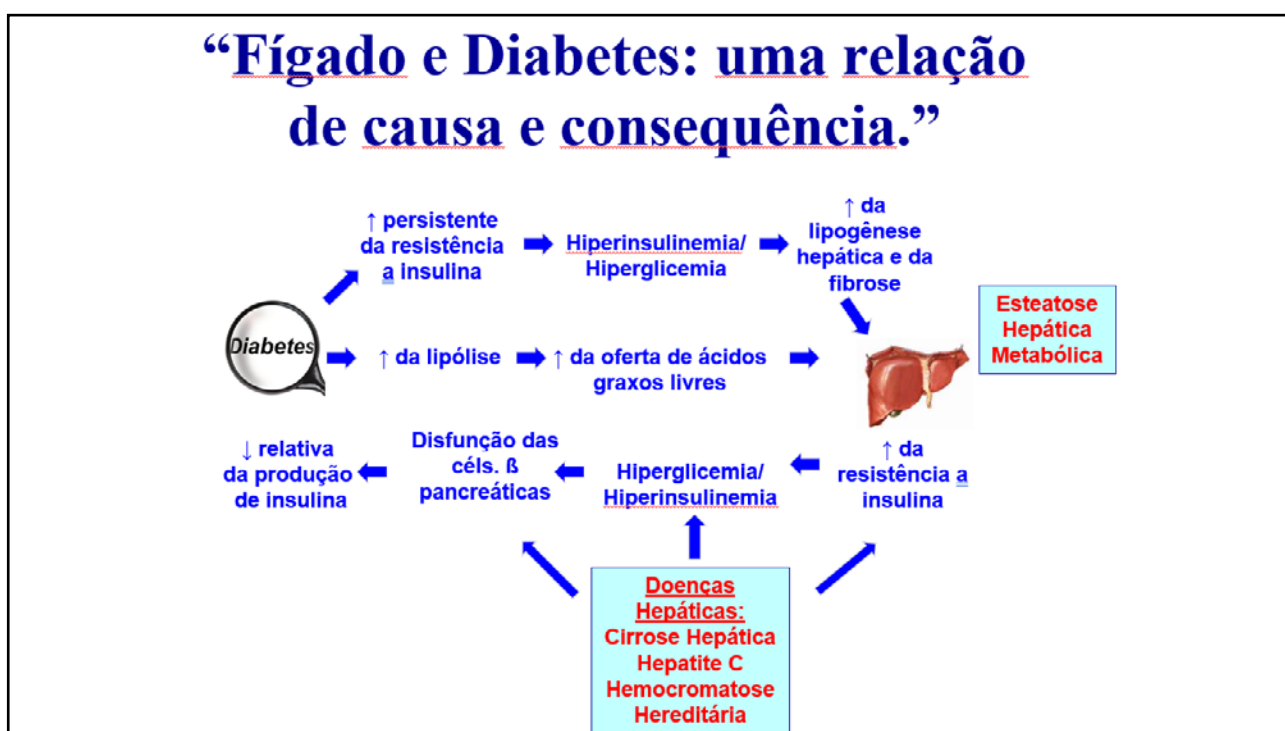 “Fígado e Diabetes: uma relação
de causa e consequência.”
↑ persistente
da resistência
a insulina
Hiperinsulinemia/
Hiperglicemia
↑ da
lipogênese
hepática e da
fibrose
Esteatose
Hepática
Metabólica
Diabetes
↑ da lipólise
↑ da oferta de ácidos
graxos livres
↓ relativa
da produção
de insulina
Disfunção das
céls. ß
pancreáticas
Hiperglicemia/
Hiperinsulinemia
↑ da
resistência a
insulina
Doenças
Hepáticas:
Cirrose Hepática
Hepatite C
Hemocromatose
Hereditária